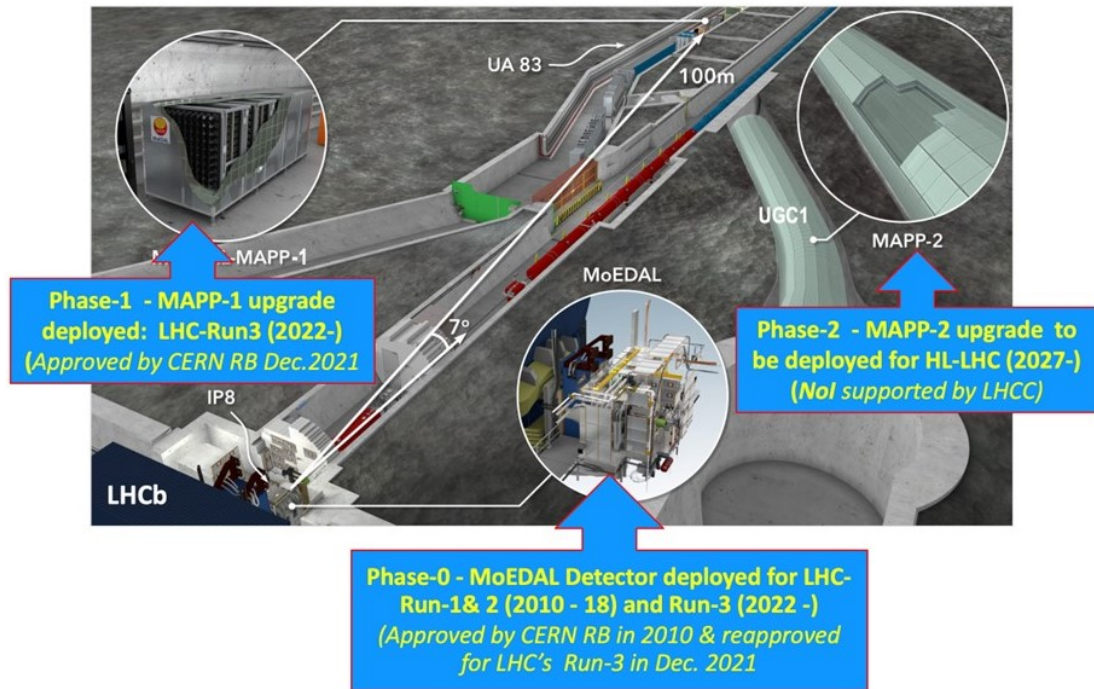 UA 83
100m
UGC1
MAPP-2
-MAPP-1
MoEDAL
Phase-1 - MAPP-1 upgrade
deployed: LHC-Run3 (2022-)
(Approved by CERN RB Dec.2021
7°
Phase-2 - MAPP-2 upgrade to
be deployed for HL-LHC (2027-)
(NoI supported by LHCC)
IP8
LHCb
Phase-0 - MoEDAL Detector deployed for LHC-
Run-1& 2 (2010 - 18) and Run-3 (2022 -)
(Approved by CERN RB in 2010 & reapproved
for LHC's Run-3 in Dec. 2021